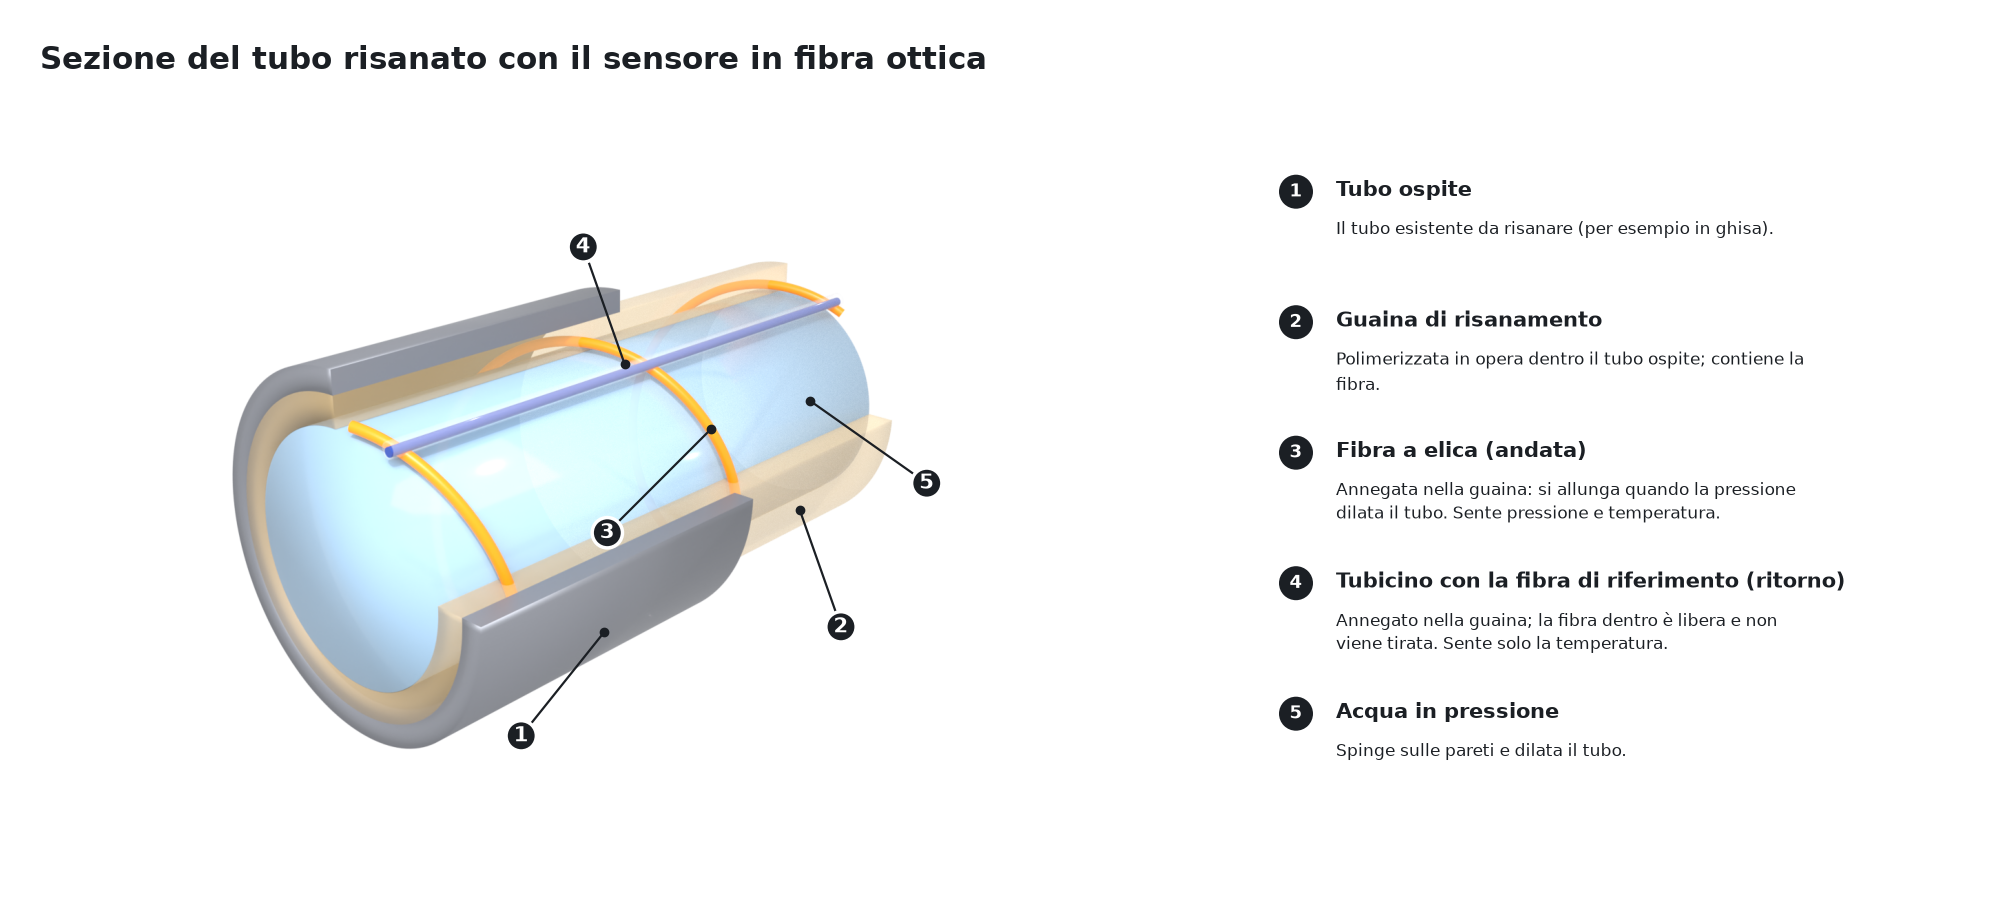 Sezione del tubo risanato con il sensore in fibra ottica
4
5
3
2
1
1 Tubo ospite
Il tubo esistente da risanare (per esempio in ghisa).
2 Guaina di risanamento
Polimerizzata in opera dentro il tubo ospite; contiene la
fibra.
3 Fibra a elica (andata)
Annegata nella guaina: si allunga quando la pressione
dilata il tubo. Sente pressione e temperatura.
4 Tubicino con la fibra di riferimento (ritorno)
Annegato nella guaina; la fibra dentro è libera e non
viene tirata. Sente solo la temperatura.
5 Acqua in pressione
Spinge sulle pareti e dilata il tubo.